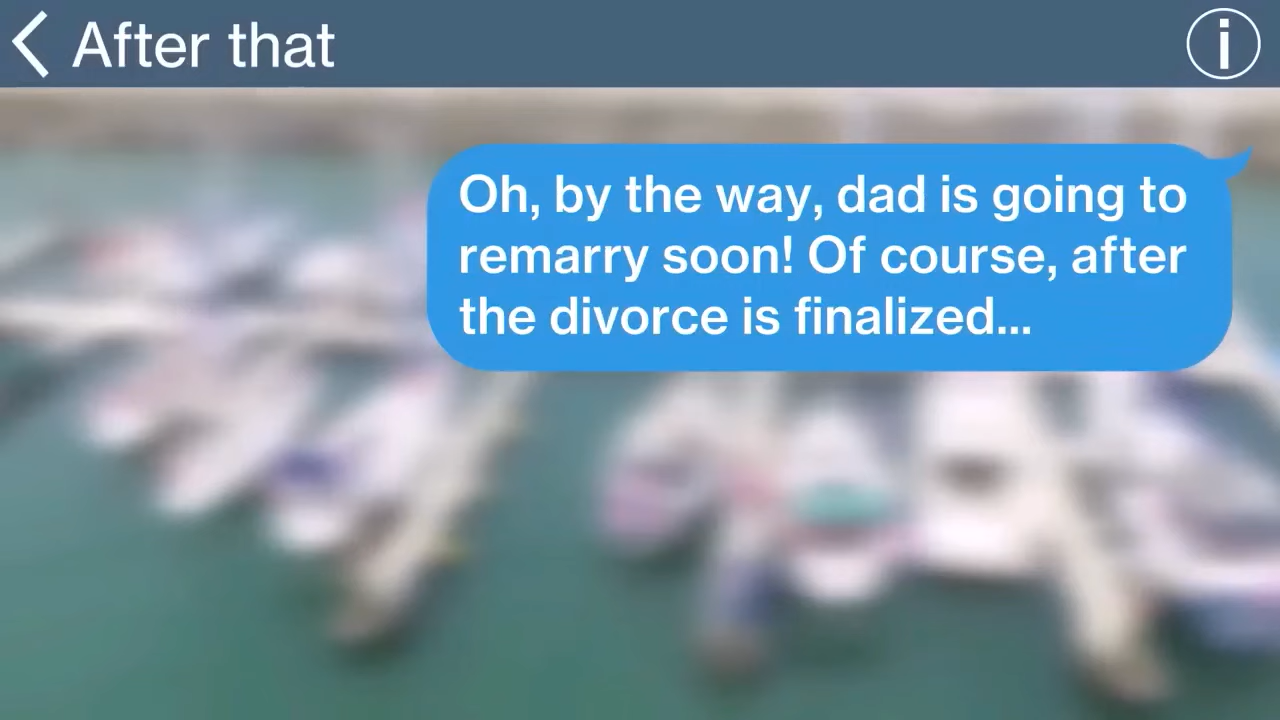 After that
Oh, by the way, dad is going to
remarry soon! Of course, after
the divorce is finalized...